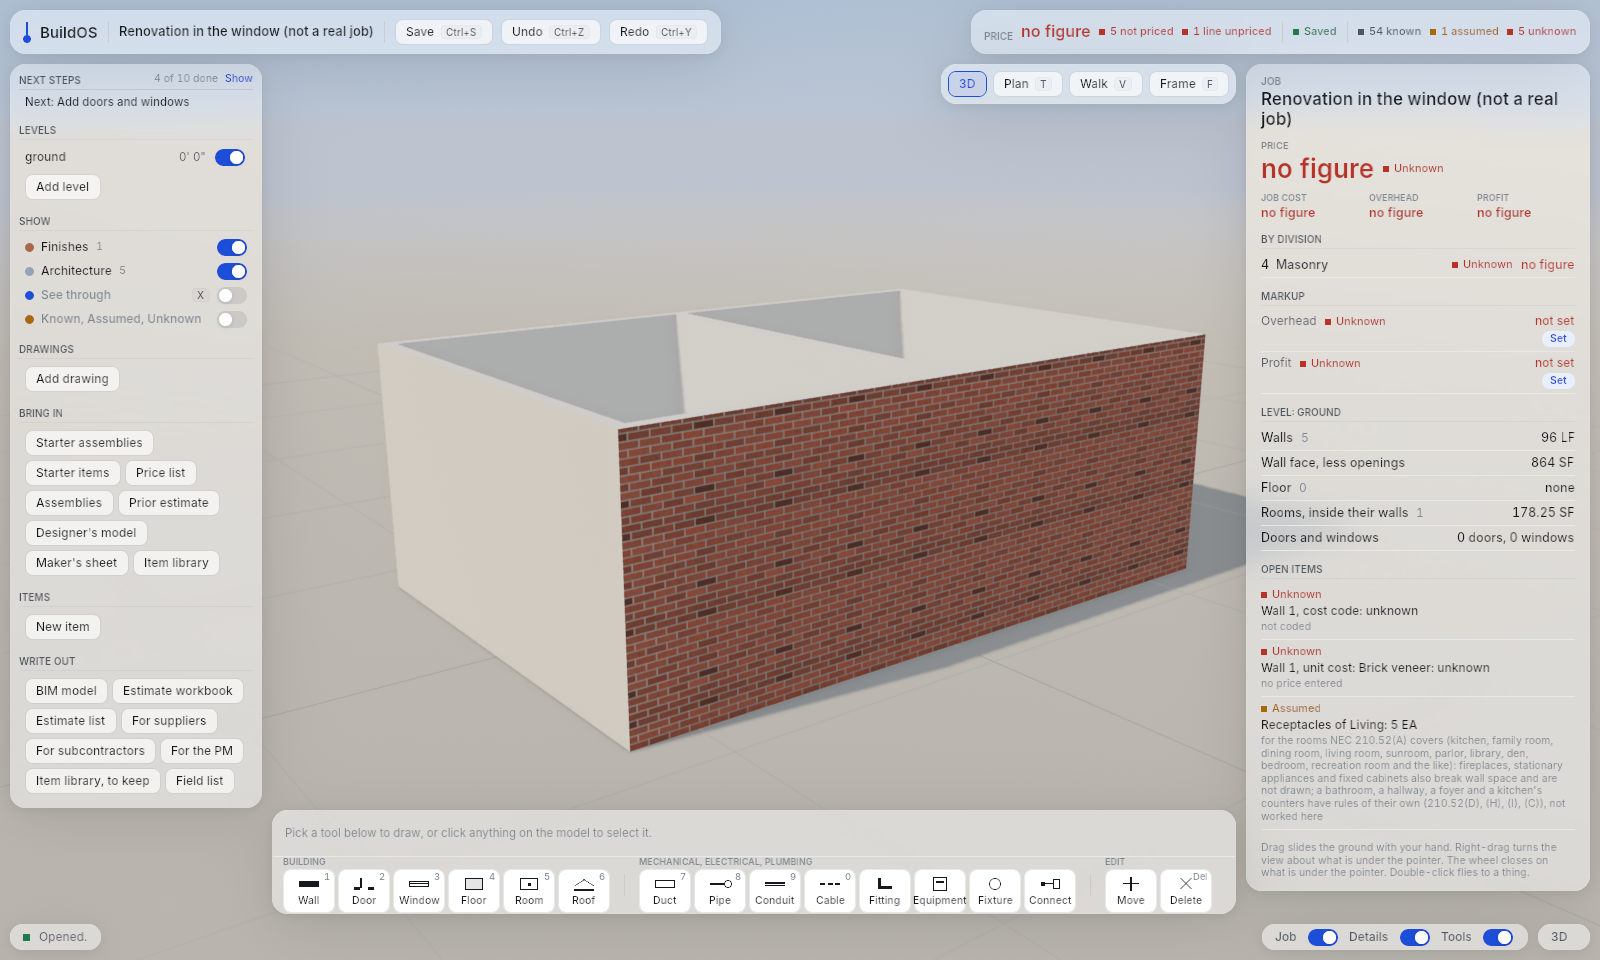 BuildOS
Renovation in the window (not a real job)
Save Ctrl+S
Undo Ctrl+Z
Redo Ctrl+Y
PRICE no figure 5 not priced 1 line unpriced Saved 54 known 1 assumed 5 unknown
NEXT STEPS 4 of 10 done Show
Next: Add doors and windows
LEVELS
ground 0' 0"
Add level
SHOW
Finishes 1
Architecture 5
See through X
Known, Assumed, Unknown
DRAWINGS
Add drawing
BRING IN
Starter assemblies
Starter items Price list
Assemblies Prior estimate
Designer's model
Maker's sheet Item library
ITEMS
New item
WRITE OUT
BIM model Estimate workbook
Estimate list For suppliers
For subcontractors For the PM
Item library, to keep Field list
Opened.
3D Plan T Walk V Frame F
Pick a tool below to draw, or click anything on the model to select it.
BUILDING
1 2 3 4 5 6
Wall Door Window Floor Room Roof
MECHANICAL, ELECTRICAL, PLUMBING
7 8 9 0
Duct Pipe Conduit Cable Fitting Equipment Fixture Connect
EDIT
Del
Move Delete
JOB
Renovation in the window (not a real
job)
PRICE
no figure Unknown
JOB COST OVERHEAD PROFIT
no figure no figure no figure
BY DIVISION
4 Masonry Unknown no figure
MARKUP
Overhead Unknown not set
Set
Profit Unknown not set
Set
LEVEL: GROUND
Walls 5 96 LF
Wall face, less openings 864 SF
Floor 0 none
Rooms, inside their walls 1 178.25 SF
Doors and windows 0 doors, 0 windows
OPEN ITEMS
Unknown
Wall 1, cost code: unknown
not coded
Unknown
Wall 1, unit cost: Brick veneer: unknown
no price entered
Assumed
Receptacles of Living: 5 EA
for the rooms NEC 210.52(A) covers (kitchen, family room,
dining room, living room, sunroom, parlor, library, den,
bedroom, recreation room and the like): fireplaces, stationary
appliances and fixed cabinets also break wall space and are
not drawn; a bathroom, a hallway, a foyer and a kitchen's
counters have rules of their own (210.52(D), (H), (I), (C)), not
worked here
Drag slides the ground with your hand. Right-drag turns the
view about what is under the pointer. The wheel closes on
what is under the pointer. Double-click flies to a thing.
Job Details Tools 3D